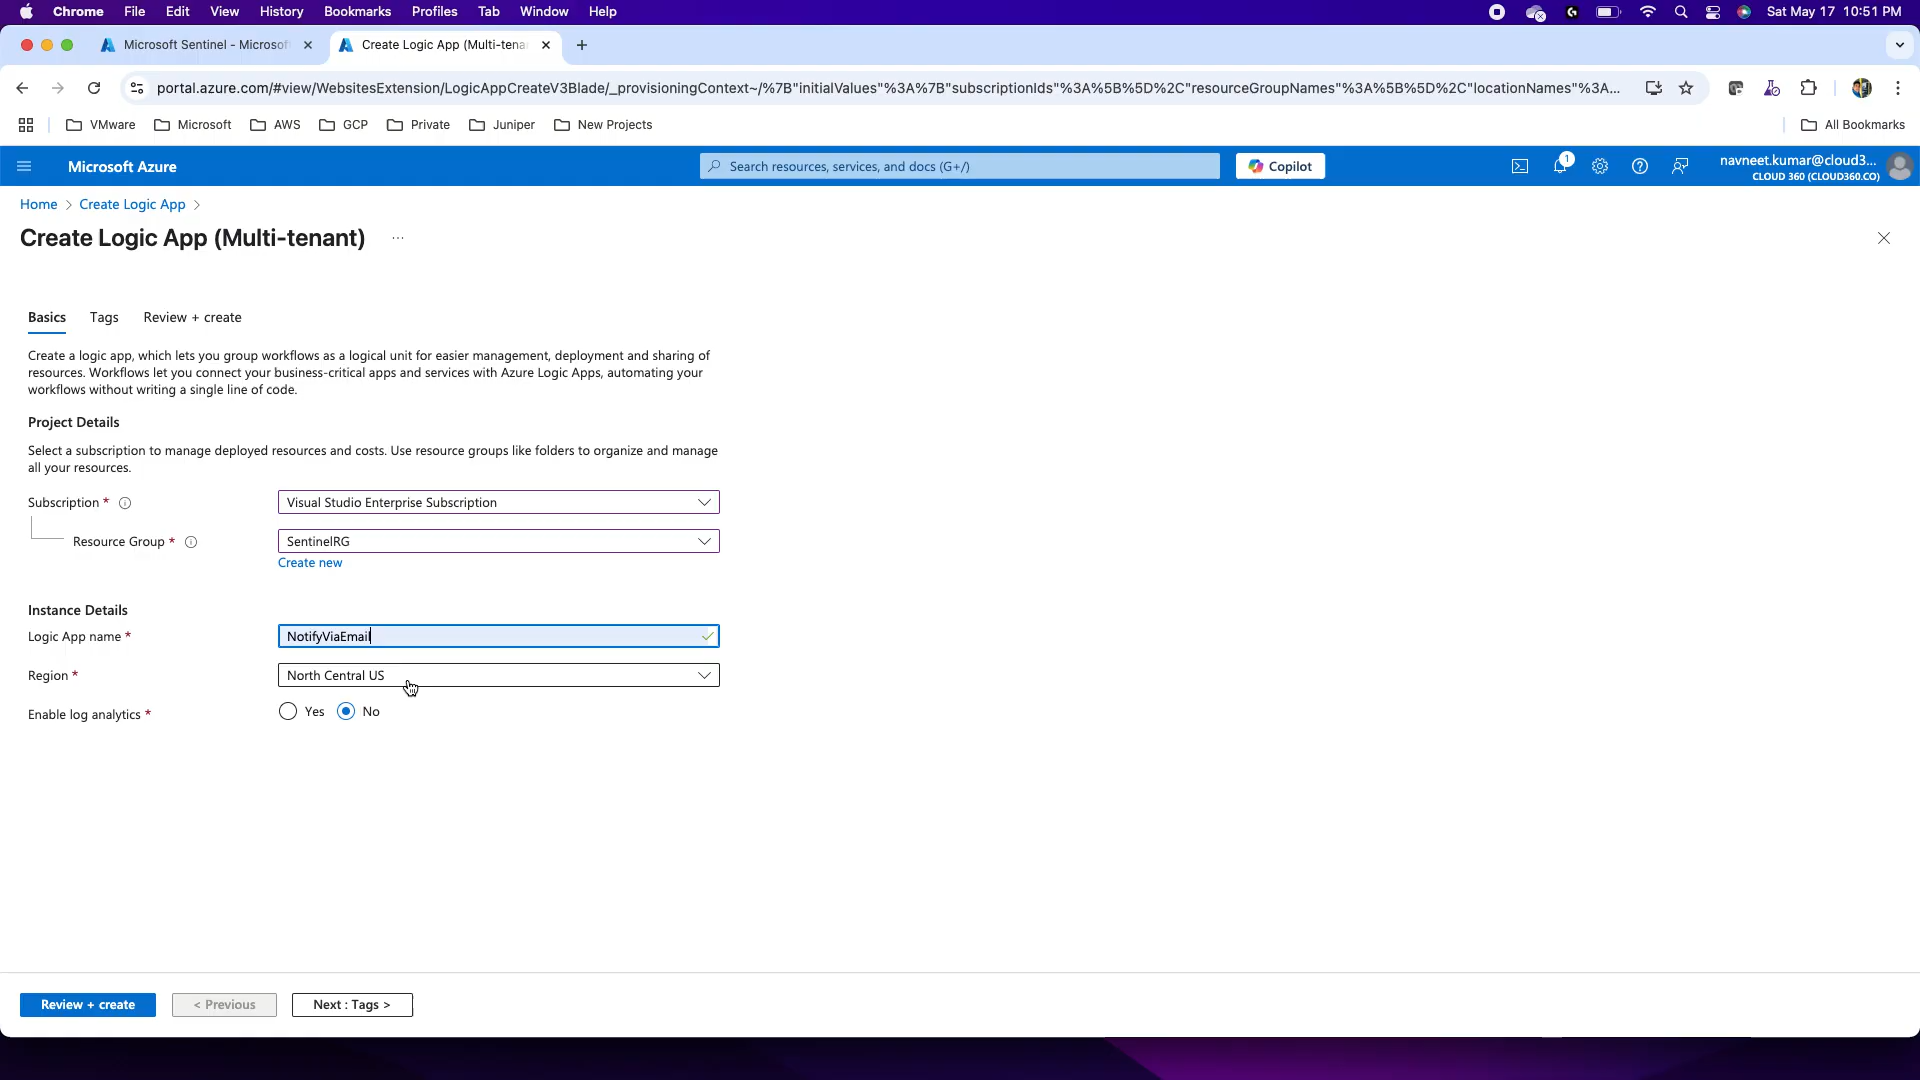 Chrome File Edit View History Bookmarks Profiles Tab Window Help Sat May 17 10:51 PM
Microsoft Sentinel - Microsof Create Logic App (Multi-tena
portal.azure.com/#view/WebsitesExtension/LogicAppCreateV3Blade/_provisioningContext~/%7B"initialValues"%3A%7B"subscriptionIds"%3A%5B%5D%2C"resourceGroupNames"%3A%5B%5D%2C"locationNames"%3A...
VMware Microsoft AWS GCP Private Juniper New Projects All Bookmarks
Microsoft Azure Search resources, services, and docs (G+/) Copilot 1 navneet.kumar@cloud3...
CLOUD 360 (CLOUD360.CO)
Home > Create Logic App >
Create Logic App (Multi-tenant) ...
Basics Tags Review + create
Create a logic app, which lets you group workflows as a logical unit for easier management, deployment and sharing of
resources. Workflows let you connect your business-critical apps and services with Azure Logic Apps, automating your
workflows without writing a single line of code.
Project Details
Select a subscription to manage deployed resources and costs. Use resource groups like folders to organize and manage
all your resources.
Subscription * Visual Studio Enterprise Subscription
Resource Group * SentinelRG
Create new
Instance Details
Logic App name * NotifyViaEmail
Region * North Central US
Enable log analytics * Yes No
Review + create < Previous Next : Tags >